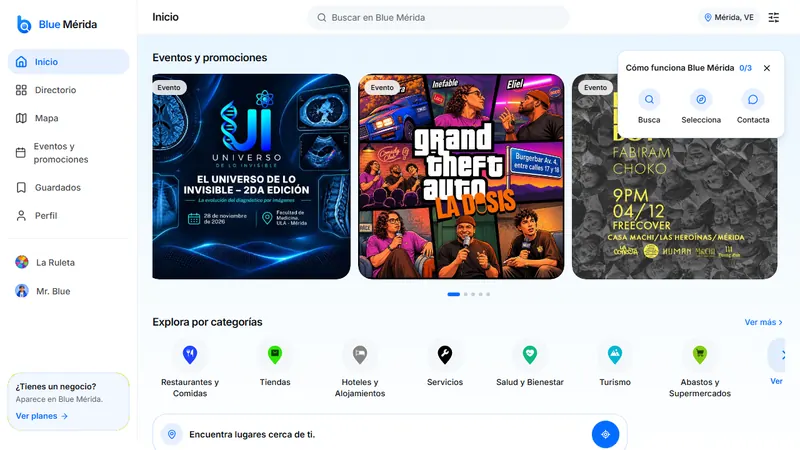 Blue Mérida
Inicio
Directorio
Mapa
Eventos y
promociones
Guardados
Perfil
La Ruleta
Mr. Blue
¿Tienes un negocio?
Aparece en Blue Mérida.
Ver planes →
Inicio
Buscar en Blue Mérida
Mérida, VE
Eventos y promociones
Evento
UI
UNIVERSO
DE LO INVISIBLE
EL UNIVERSO DE LO
INVISIBLE – 2DA EDICIÓN
La evolución del diagnóstico por imágenes
28 de noviembre
de 2026
Facultad de
Medicina.
ULA - Mérida
Evento
Inefable
Eliel
grand
theft
auto
LA DOSIS
Burgerbar Av. 4,
entre calles 17 y 18
Evento
FABIRAM
CHOKO
9PM
04/12
FREECOVER
CASA MACHI/LAS HEROÍNAS/MÉRIDA
HUMAN
Cómo funciona Blue Mérida 0/3
Busca
Selecciona
Contacta
Explora por categorías
Ver más
Restaurantes y
Comidas
Tiendas
Hoteles y
Alojamientos
Servicios
Salud y Bienestar
Turismo
Abastos y
Supermercados
Ver
Encuentra lugares cerca de ti.